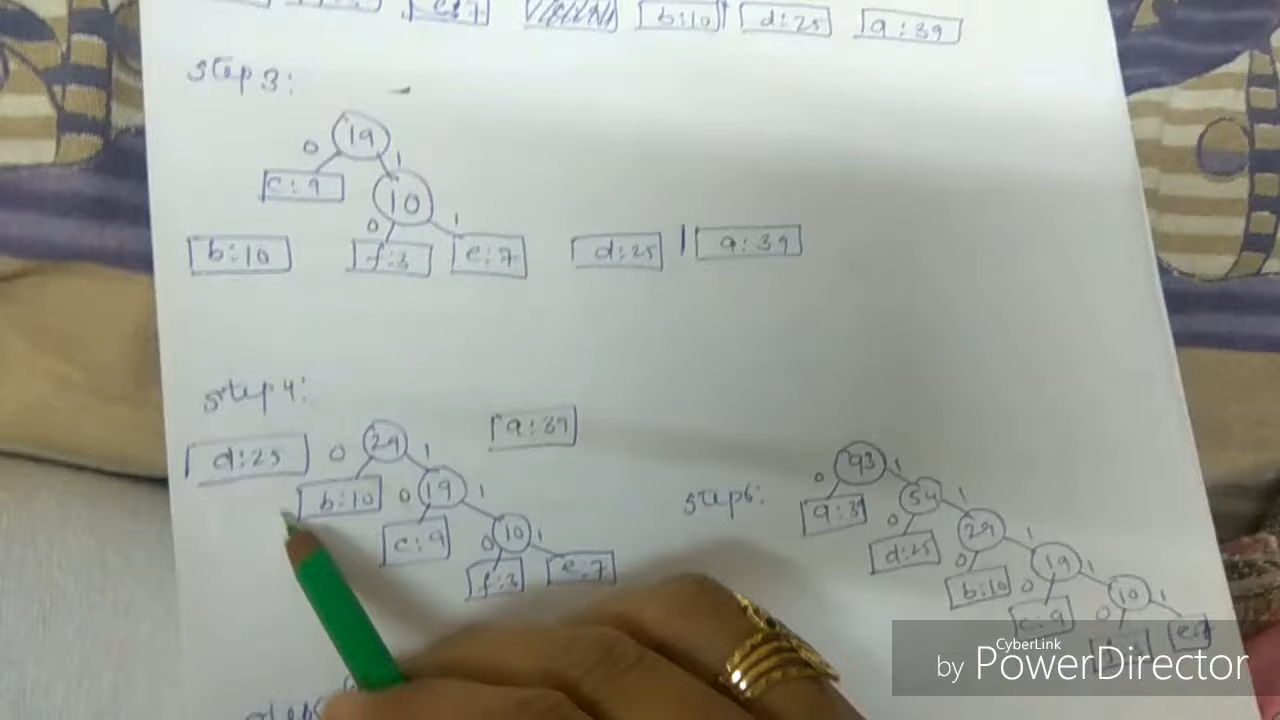 e:7 b:10 d:25 a:39
step 3:
19
0 1
c:9 10
0 1
b:10 f:3 e:7 d:25 a:39
step 4:
d:25 0 29 1 a:39
b:10 0 19 1
c:9 0 10 1
f:3 e:7
step6:
93
0 1
a:39 54
0 1
d:25 29
0 1
b:10 19
0 1
c:9 10
0 1
CyberLink
by PowerDirector